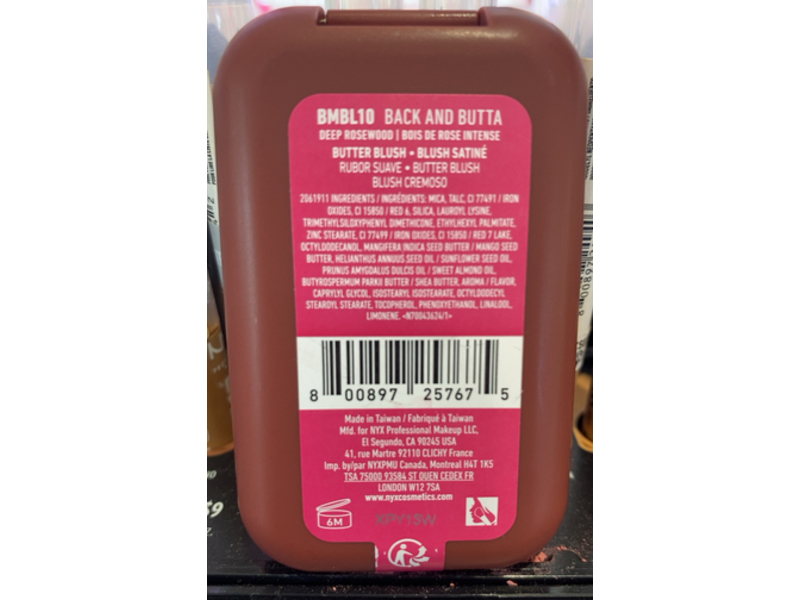 BMBL10 BACK AND BUTTA
DEEP ROSEWOOD | BOIS DE ROSE INTENSE
BUTTER BLUSH • BLUSH SATINÉ
RUBOR SUAVE • BUTTER BLUSH
BLUSH CREMOSO
2061911 INGREDIENTS / INGRÉDIENTS: MICA, TALC, CI 77491 / IRON
OXIDES, CI 15850 / RED 6, SILICA, LAUROYL LYSINE,
TRIMETHYLSILOXYPHENYL DIMETHICONE, ETHYLHEXYL PALMITATE,
ZINC STEARATE, CI 77499 / IRON OXIDES, CI 15850 / RED 7 LAKE,
OCTYLDODECANOL, MANGIFERA INDICA SEED BUTTER / MANGO SEED
BUTTER, HELIANTHUS ANNUUS SEED OIL / SUNFLOWER SEED OIL,
PRUNUS AMYGDALUS DULCIS OIL / SWEET ALMOND OIL,
BUTYROSPERMUM PARKII BUTTER / SHEA BUTTER, AROMA / FLAVOR,
CAPRYLYL GLYCOL, ISOSTEARYL ISOSTEARATE, OCTYLDODECYL
STEAROYL STEARATE, TOCOPHEROL, PHENOXYETHANOL, LINALOOL,
LIMONENE. <N70043624/1>
8 00897 25767 5
Made in Taiwan / Fabriqué à Taiwan
Mfd. for NYX Professional Makeup LLC,
El Segundo, CA 90245 USA
41, rue Martre 92110 CLICHY France
Imp. by/par NYXPMU Canada, Montreal H4T 1K5
TSA 75000 93584 ST OUEN CEDEX FR
LONDON W12 7SA
www.nyxcosmetics.com
6M
KPY13W